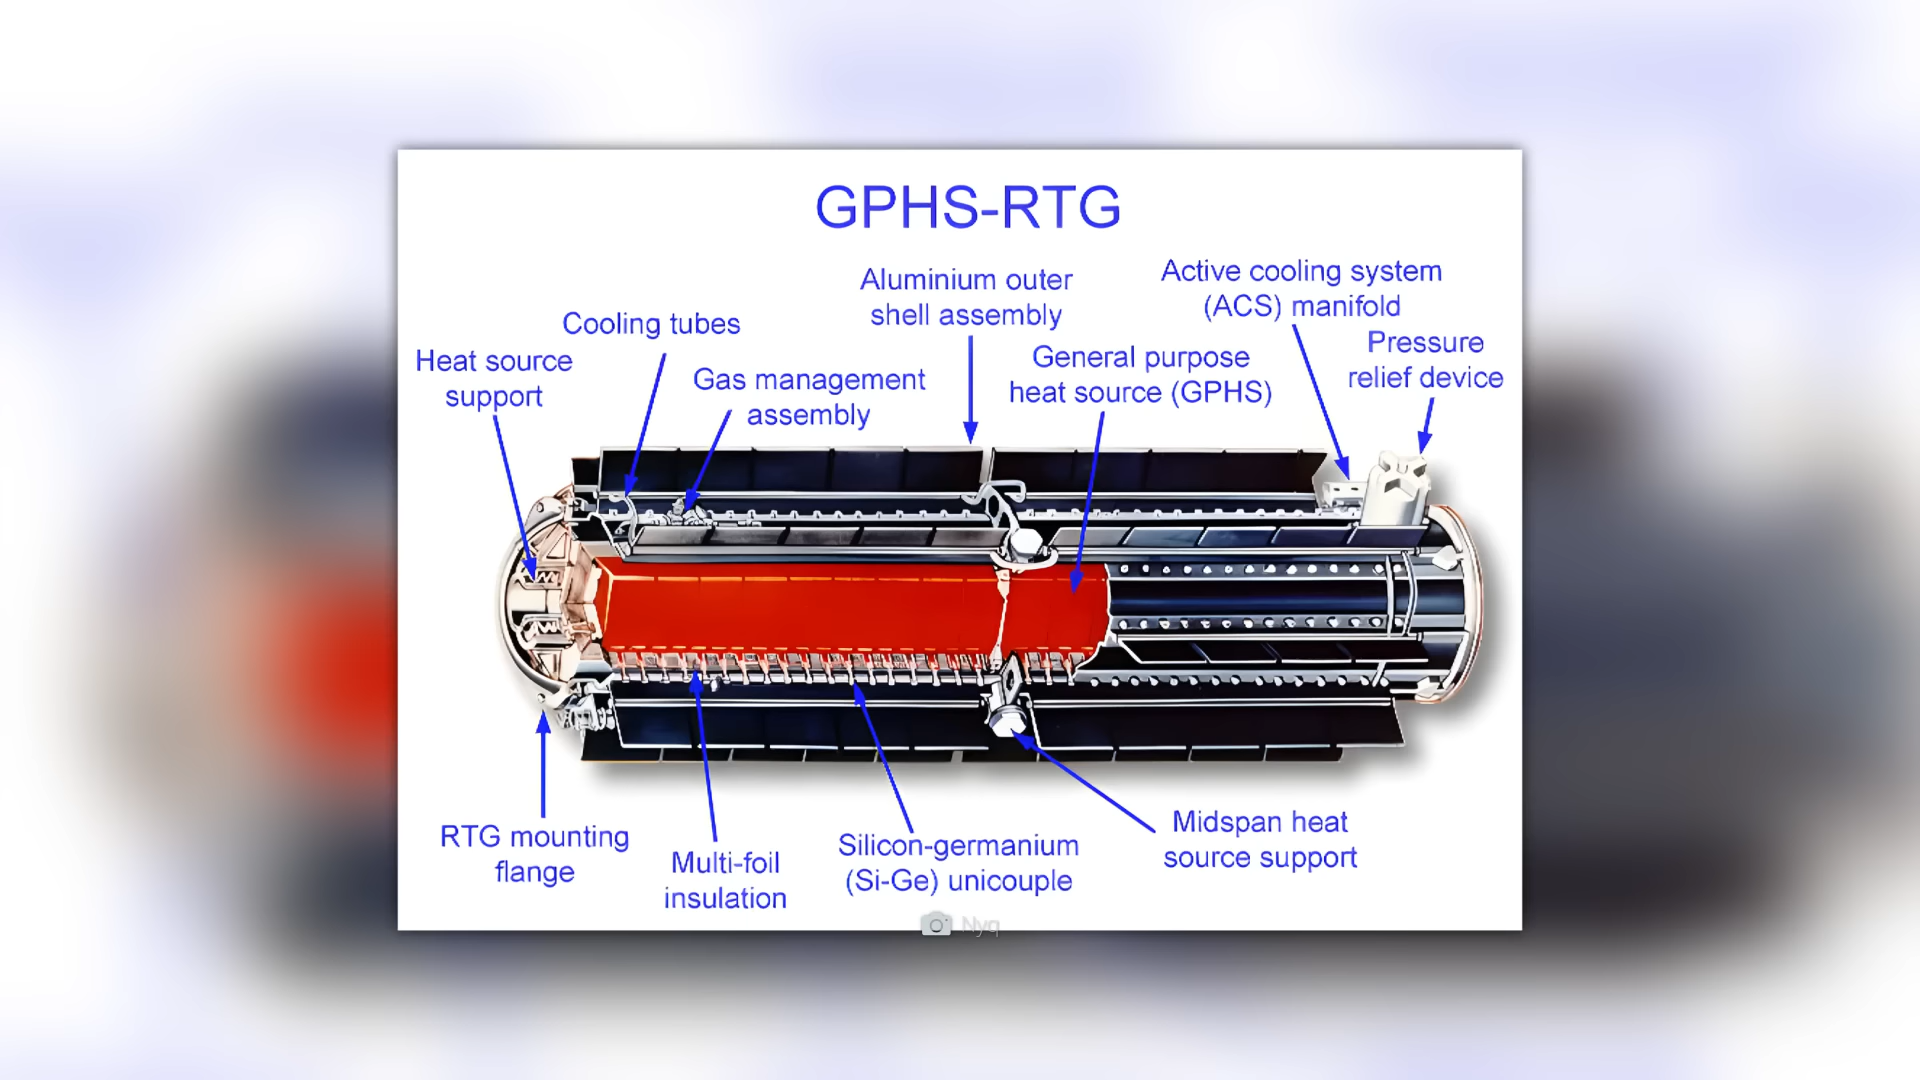 GPHS-RTG
Aluminium outer
shell assembly
Active cooling system
(ACS) manifold
Cooling tubes
Pressure
relief device
Heat source
support
General purpose
heat source (GPHS)
Gas management
assembly
RTG mounting
flange
Multi-foil
insulation
Silicon-germanium
(Si-Ge) unicouple
Midspan heat
source support
Nyq